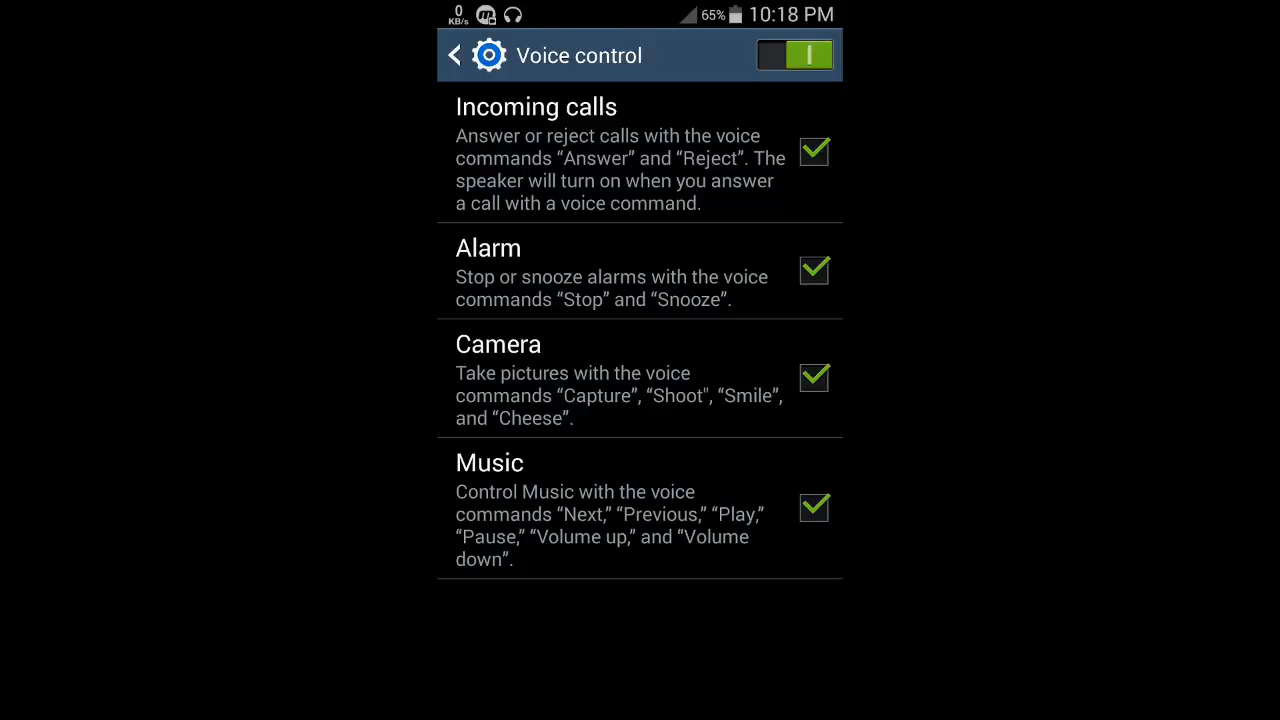 0
KB/s
65%
10:18 PM
Voice control
Incoming calls
Answer or reject calls with the voice
commands “Answer” and “Reject”. The
speaker will turn on when you answer
a call with a voice command.
Alarm
Stop or snooze alarms with the voice
commands “Stop” and “Snooze”.
Camera
Take pictures with the voice
commands “Capture”, “Shoot", “Smile”,
and “Cheese”.
Music
Control Music with the voice
commands “Next,” “Previous,” “Play,”
“Pause,” “Volume up,” and “Volume
down”.